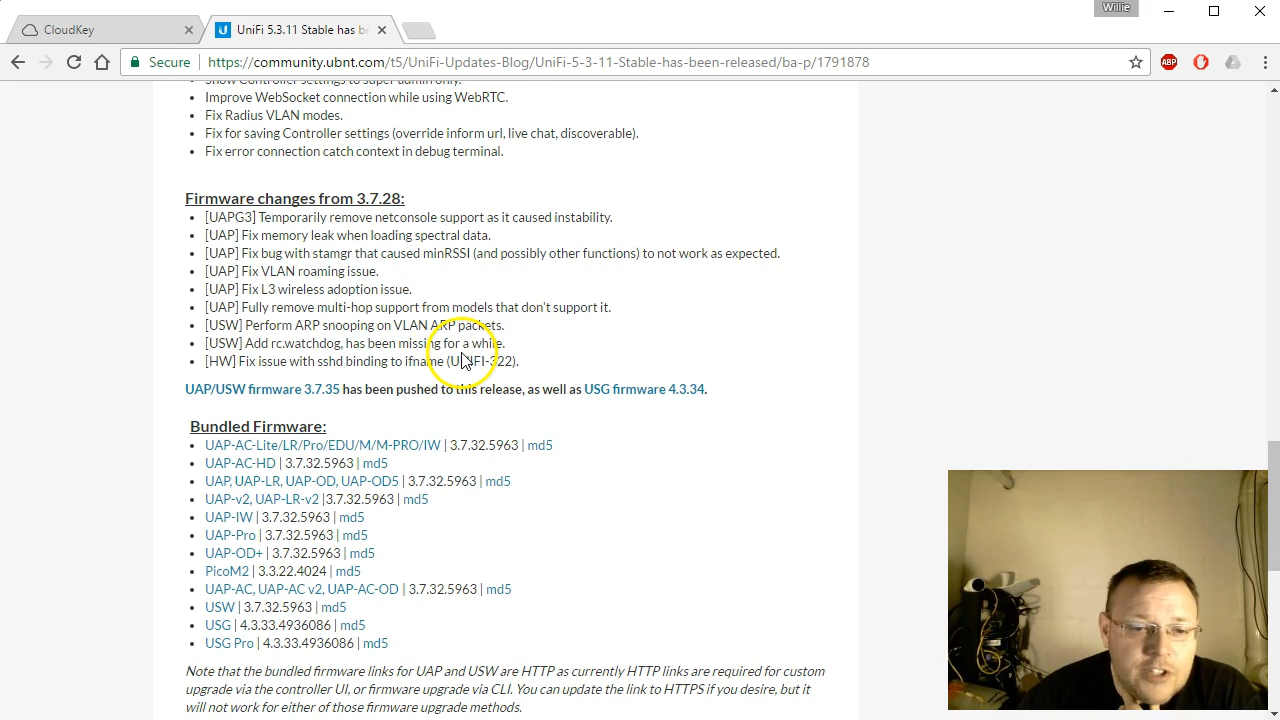 Willie
CloudKey
UniFi 5.3.11 Stable has be
Secure https://community.ubnt.com/t5/UniFi-Updates-Blog/UniFi-5-3-11-Stable-has-been-released/ba-p/1791878
ABP
Show Controller settings to super admin only.
Improve WebSocket connection while using WebRTC.
Fix Radius VLAN modes.
Fix for saving Controller settings (override inform url, live chat, discoverable).
Fix error connection catch context in debug terminal.
Firmware changes from 3.7.28:
[UAPG3] Temporarily remove netconsole support as it caused instability.
[UAP] Fix memory leak when loading spectral data.
[UAP] Fix bug with stamgr that caused minRSSI (and possibly other functions) to not work as expected.
[UAP] Fix VLAN roaming issue.
[UAP] Fix L3 wireless adoption issue.
[UAP] Fully remove multi-hop support from models that don't support it.
[USW] Perform ARP snooping on VLAN ARP packets.
[USW] Add rc.watchdog, has been missing for a while.
[HW] Fix issue with sshd binding to ifname (UNIFI-322).
UAP/USW firmware 3.7.35 has been pushed to this release, as well as USG firmware 4.3.34.
Bundled Firmware:
UAP-AC-Lite/LR/Pro/EDU/M/M-PRO/IW | 3.7.32.5963 | md5
UAP-AC-HD | 3.7.32.5963 | md5
UAP, UAP-LR, UAP-OD, UAP-OD5 | 3.7.32.5963 | md5
UAP-v2, UAP-LR-v2 |3.7.32.5963 | md5
UAP-IW | 3.7.32.5963 | md5
UAP-Pro | 3.7.32.5963 | md5
UAP-OD+ | 3.7.32.5963 | md5
PicoM2 | 3.3.22.4024 | md5
UAP-AC, UAP-AC v2, UAP-AC-OD | 3.7.32.5963 | md5
USW | 3.7.32.5963 | md5
USG | 4.3.33.4936086 | md5
USG Pro | 4.3.33.4936086 | md5
Note that the bundled firmware links for UAP and USW are HTTP as currently HTTP links are required for custom
upgrade via controller UI, or firmware upgrade via CLI. You can update the link to HTTPS if you desire, but it
will not work in either of those firmware upgrade methods.